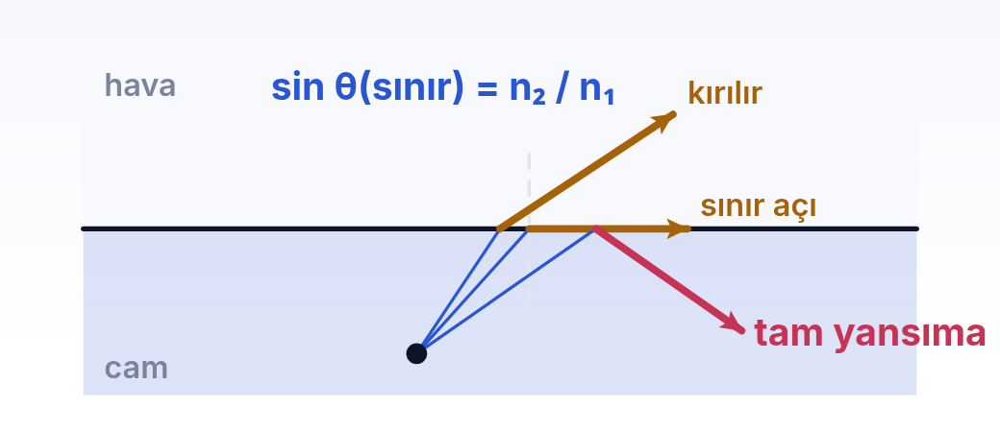 hava
sin θ(sınır) = n₂ / n₁
kırılır
sınır açı
tam yansıma
cam